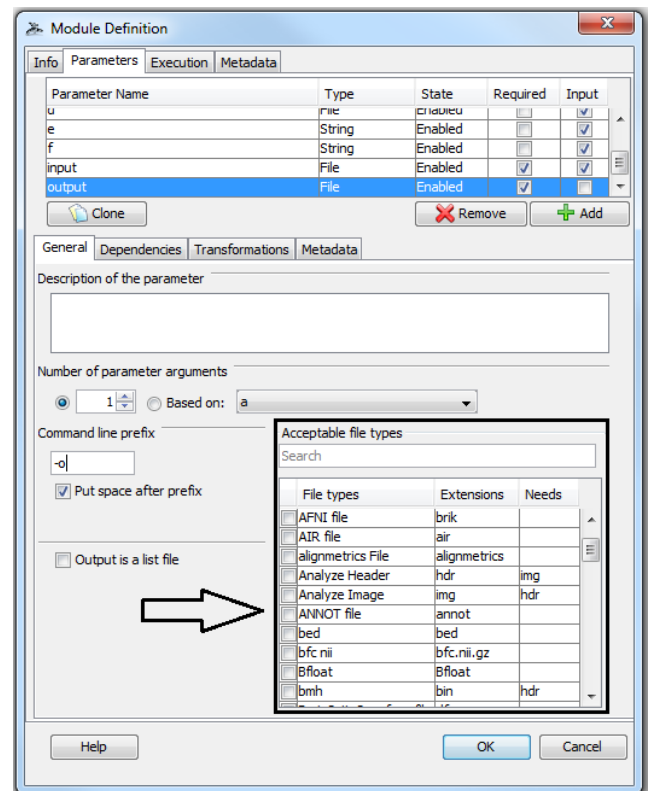 Module Definition
Info Parameters Execution Metadata
Parameter Name Type State Required Input
u File Enabled
e String Enabled
f String Enabled
input File Enabled
output File Enabled
Clone Remove Add
General Dependencies Transformations Metadata
Description of the parameter
Number of parameter arguments
1 Based on: a
Command line prefix Acceptable file types
Search
-o
Put space after prefix
File types Extensions Needs
AFNI file brik
AIR file air
alignmetrics File alignmetrics
Output is a list file
Analyze Header hdr img
Analyze Image img hdr
ANNOT file annot
bed bed
bfc nii bfc.nii.gz
Bfloat Bfloat
bmh bin hdr
Help OK Cancel